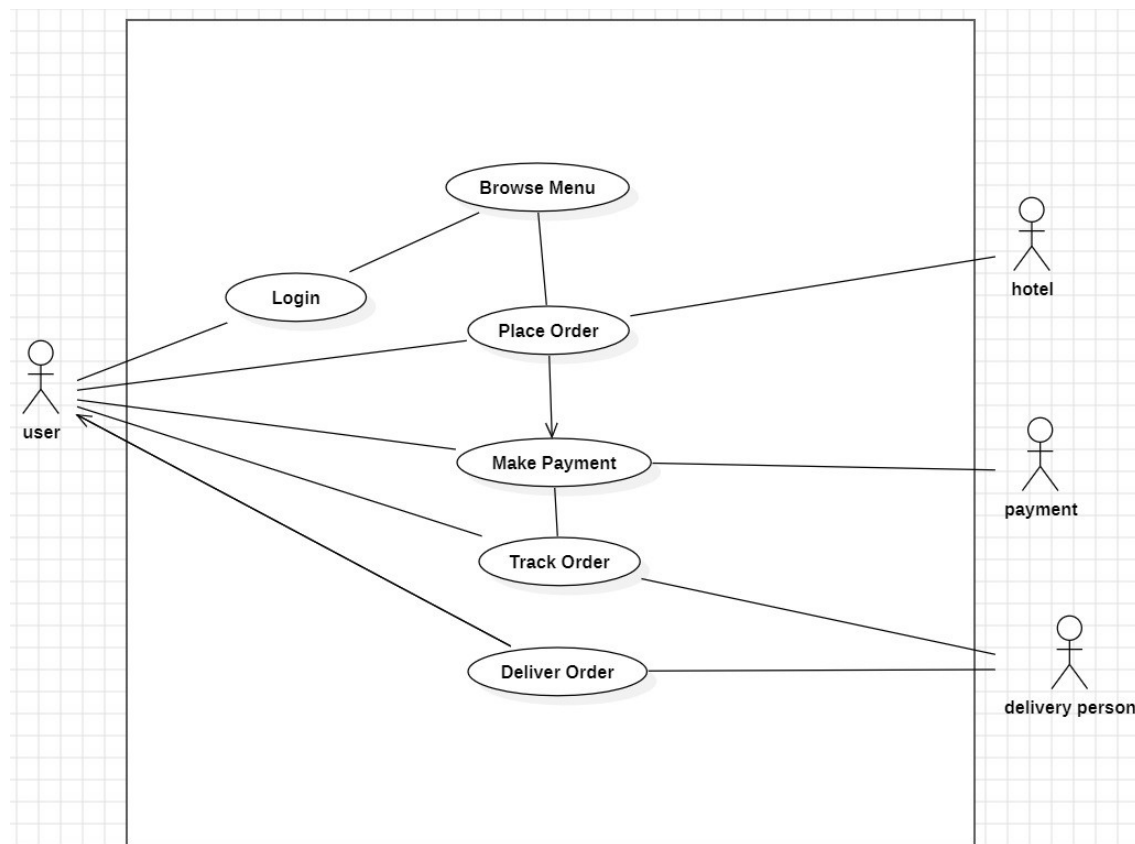 Browse Menu
Login
hotel
Place Order
user
Make Payment
payment
Track Order
Deliver Order
delivery person